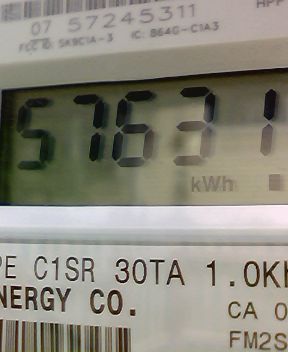 07 57245311
FCC ID: SK9C1A-3 IC: 864G-C1A3
57631
kWh
PE C1SR 30TA 1.0KH
NERGY CO.
CA 0
FM2S